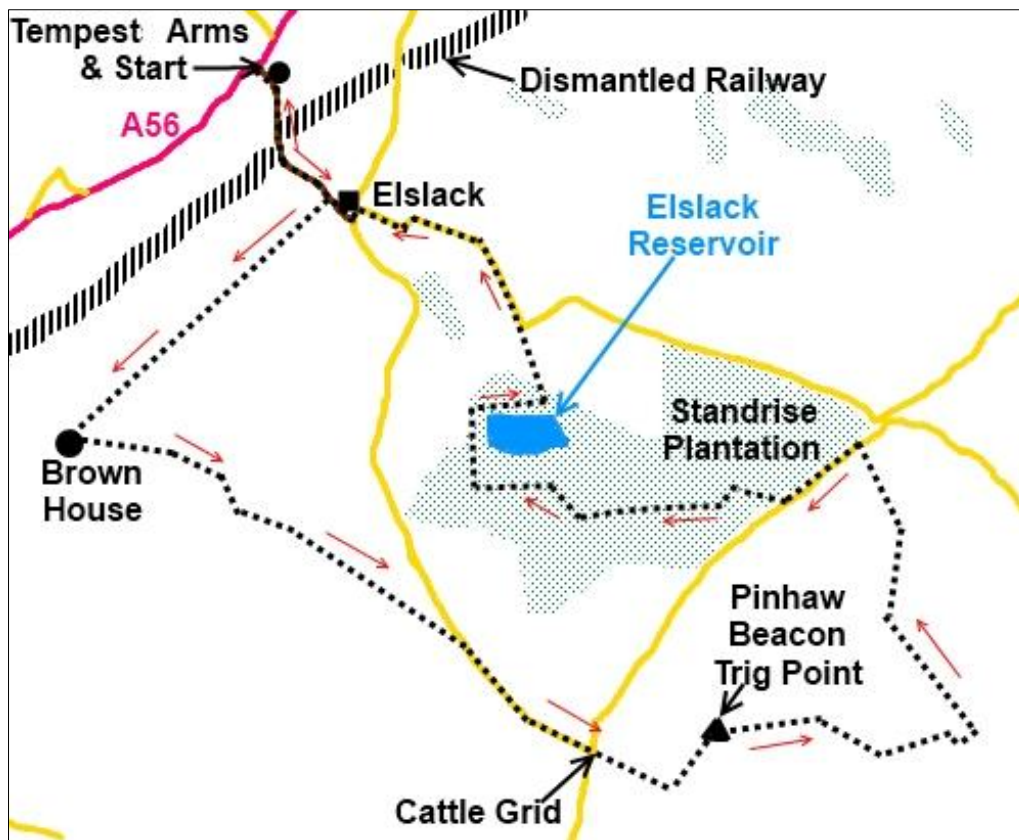 Tempest Arms
& Start
Dismantled Railway
A56
Elslack
Elslack
Reservoir
Standrise
Plantation
Brown
House
Pinhaw
Beacon
Trig Point
Cattle Grid